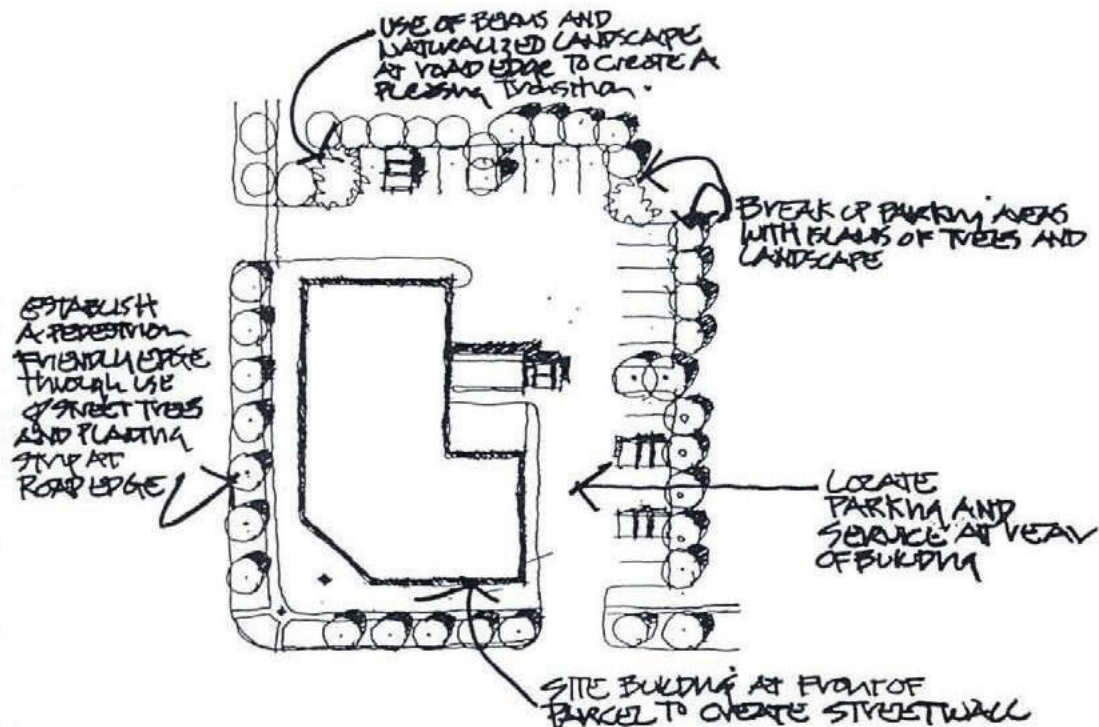 USE OF BERMS AND
NATURALIZED LANDSCAPE
AT ROAD EDGE TO CREATE A
PLEASING TRANSITION.
BREAK UP PARKING AREAS
WITH ISLANDS OF TREES AND
LANDSCAPE
ESTABLISH
A PEDESTRIAN
FRIENDLY EDGE
THROUGH USE
OF STREET TREES
AND PLANTING
STRIP AT
ROAD EDGE
LOCATE
PARKING AND
SERVICE AT REAR
OF BUILDING
SITE BUILDING AT FRONT OF
PARCEL TO CREATE STREETWALL